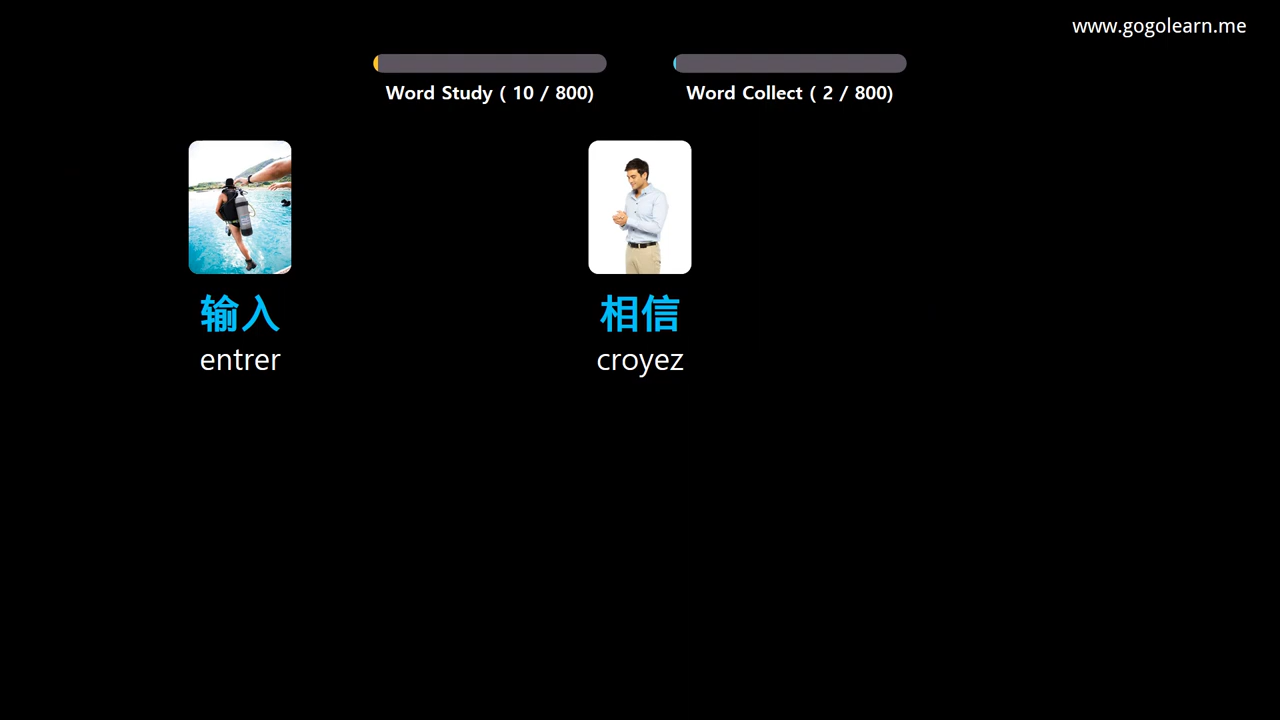 www.gogolearn.me
Word Study ( 10 / 800)
Word Collect ( 2 / 800)
输入
entrer
相信
croyez